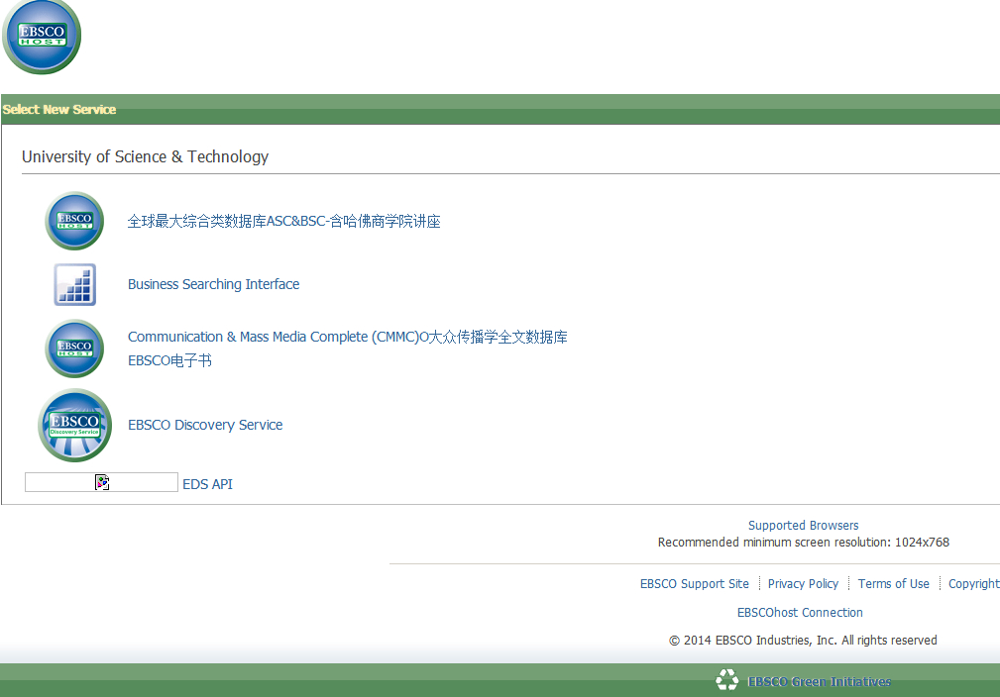 EBSCO
HOST
Select New Service
University of Science & Technology
EBSCO
HOST
全球最大综合类数据库ASC&BSC-含哈佛商学院讲座
Business Searching Interface
EBSCO
HOST
Communication & Mass Media Complete (CMMC)O大众传播学全文数据库
EBSCO电子书
EBSCO
Discovery Service
EBSCO Discovery Service
EDS API
Supported Browsers
Recommended minimum screen resolution: 1024x768
EBSCO Support Site Privacy Policy Terms of Use Copyright
EBSCOhost Connection
© 2014 EBSCO Industries, Inc. All rights reserved
EBSCO Green Initiatives